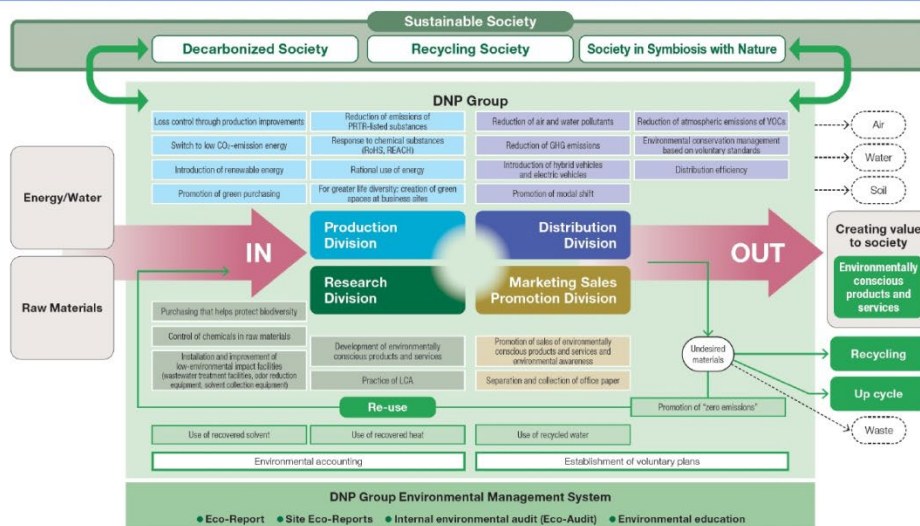 Sustainable Society
Decarbonized Society
Recycling Society
Society in Symbiosis with Nature
DNP Group
Loss control through production improvements
Switch to low CO₂-emission energy
Introduction of renewable energy
Promotion of green purchasing
Reduction of emissions of
PRTR-listed substances
Response to chemical substances
(RoHS, REACH)
Rational use of energy
For greater life diversity: creation of green
spaces at business sites
Reduction of air and water pollutants
Reduction of GHG emissions
Introduction of hybrid vehicles
and electric vehicles
Promotion of modal shift
Reduction of atmospheric emissions of VOCs
Environmental conservation management
based on voluntary standards
Distribution efficiency
Air
Water
Soil
Energy/Water
Raw Materials
IN
Production
Division
Distribution
Division
Research
Division
Marketing Sales
Promotion Division
OUT
Creating value
to society
Environmentally
conscious
products and
services
Purchasing that helps protect biodiversity
Control of chemicals in raw materials
Installation and improvement of
low-environmental impact facilities
(wastewater treatment facilities, odor reduction
equipment, solvent collection equipment)
Development of environmentally
conscious products and services
Practice of LCA
Promotion of sales of environmentally
conscious products and services and
environmental awareness
Separation and collection of office paper
Undesired
materials
Recycling
Up cycle
Waste
Re-use
Promotion of "zero emissions"
Use of recovered solvent
Use of recovered heat
Use of recycled water
Environmental accounting
Establishment of voluntary plans
DNP Group Environmental Management System
● Eco-Report ● Site Eco-Reports ● Internal environmental audit (Eco-Audit) ● Environmental education